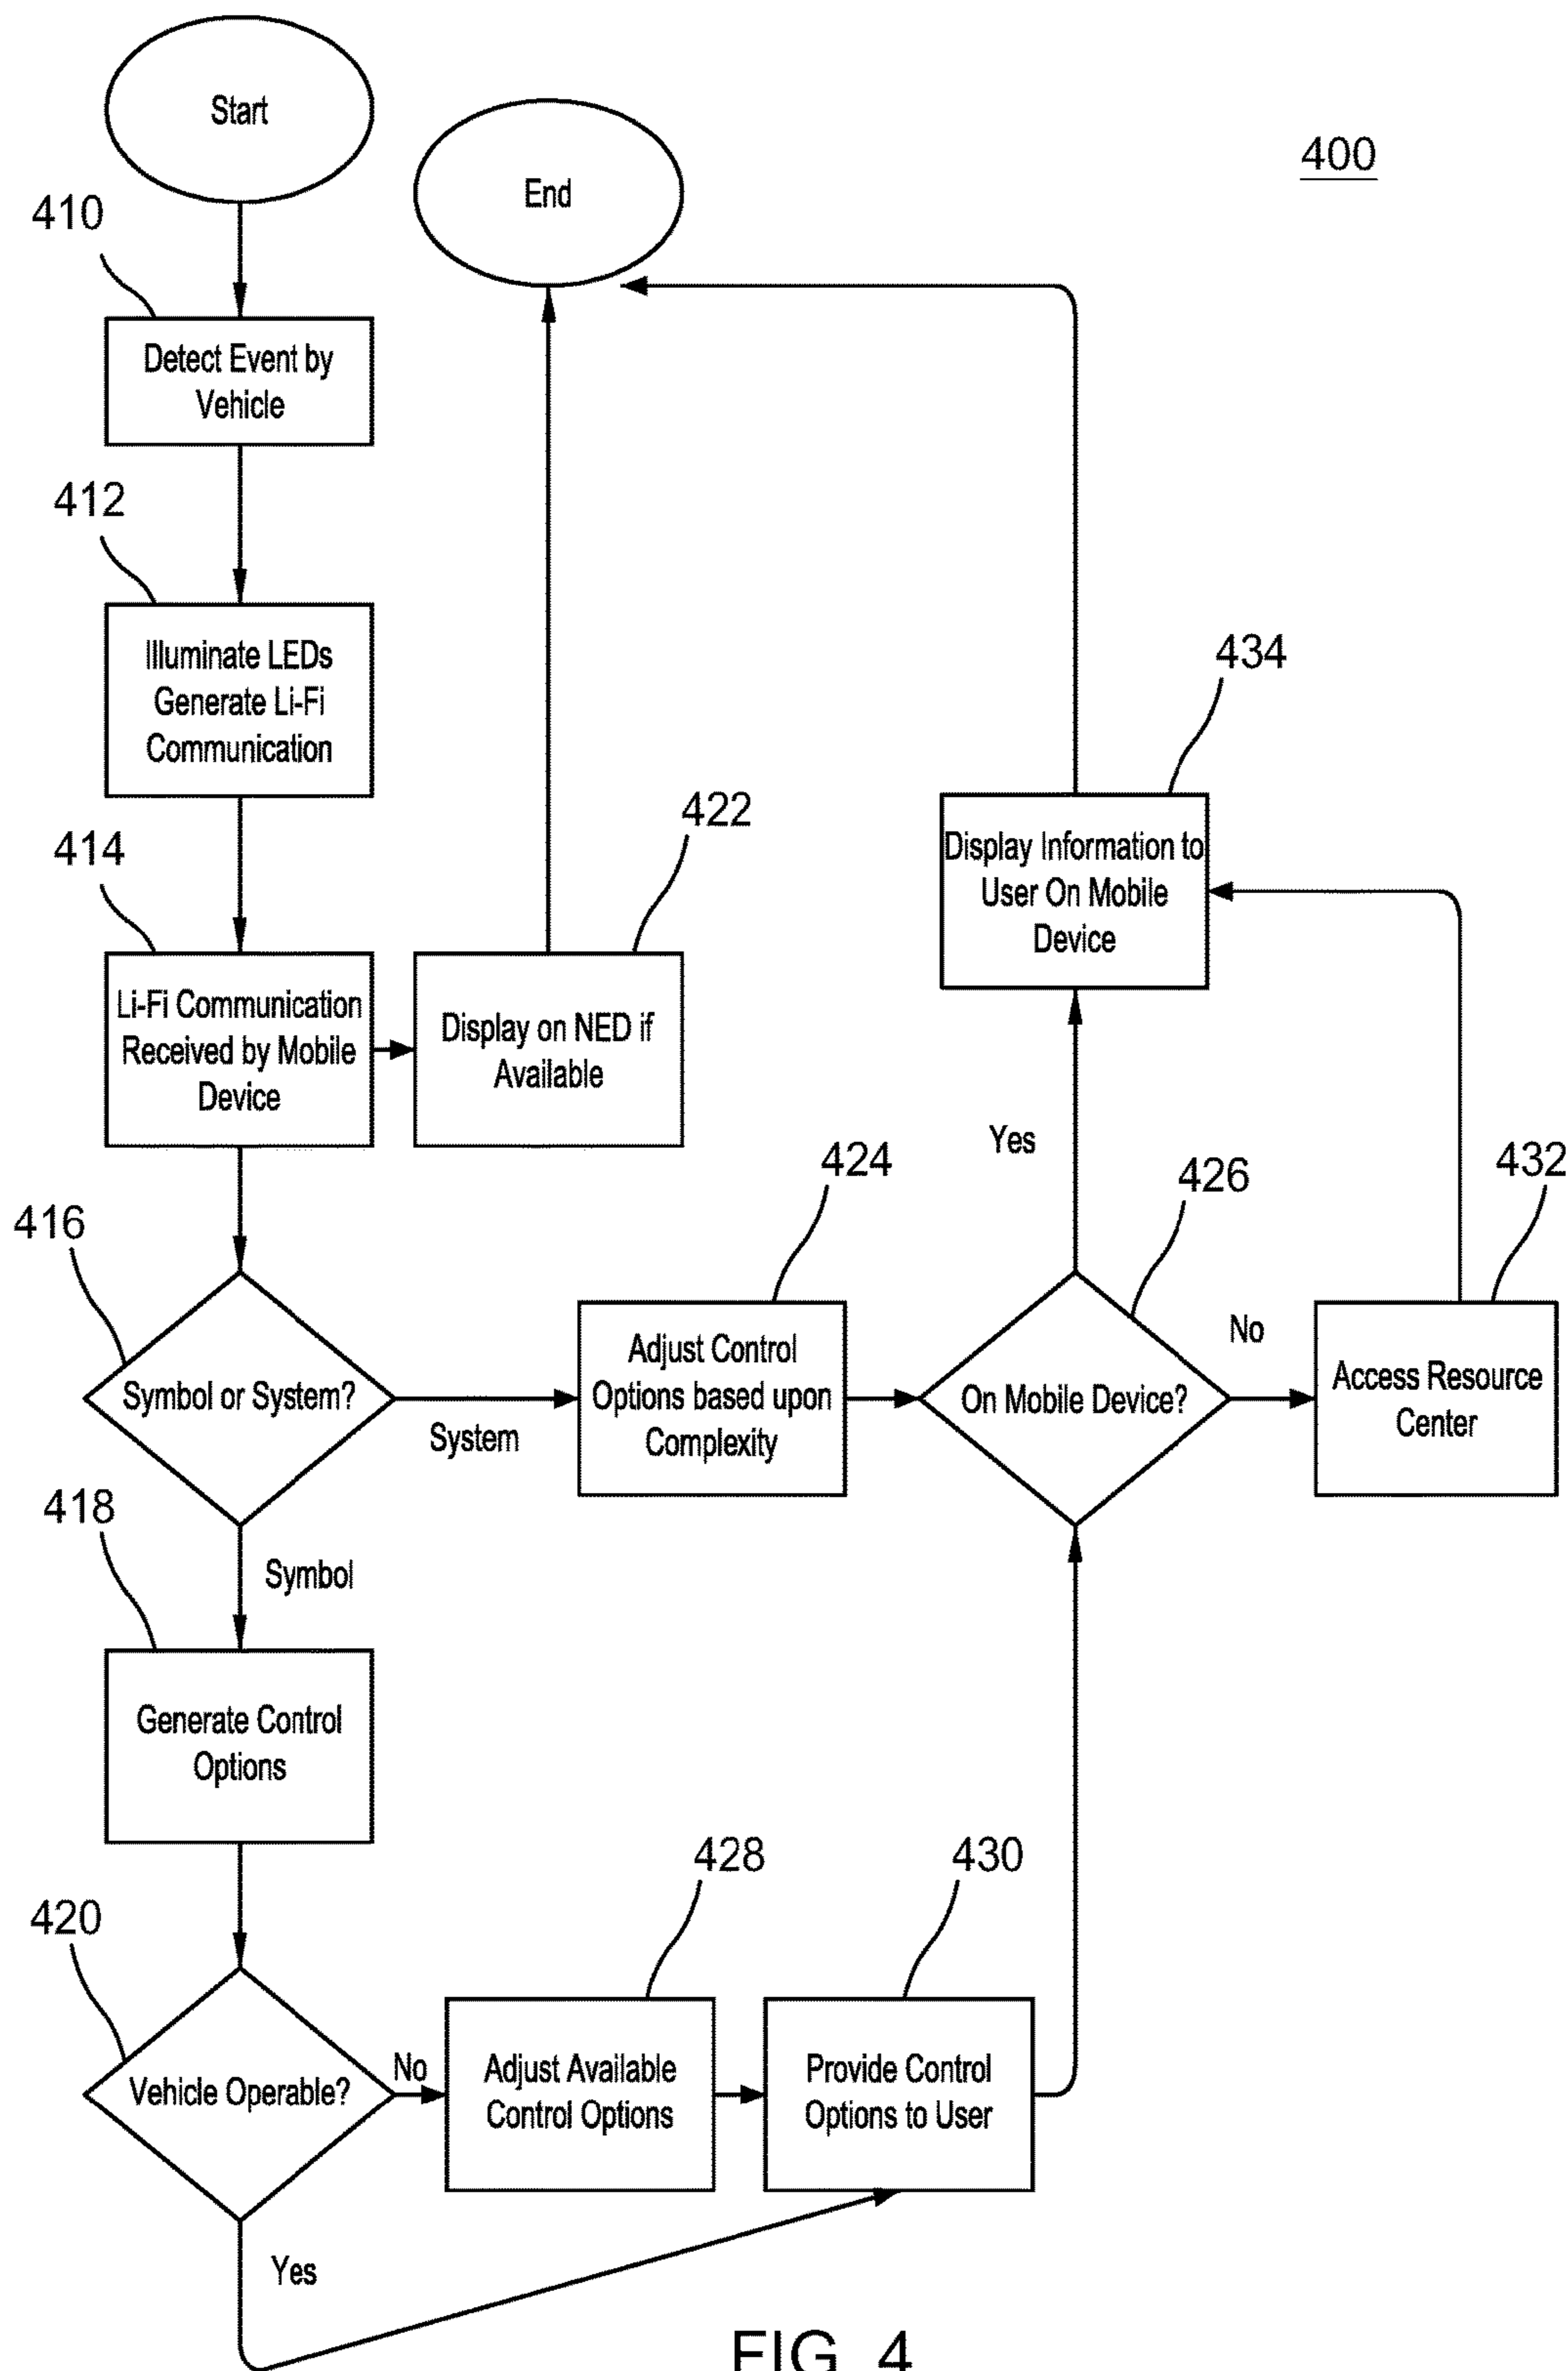 Start
End
400
410
Detect Event by
Vehicle
412
Illuminate LEDs
Generate Li-Fi
Communication
434
422
414
Display Information to
User On Mobile
Device
Li-Fi Communication
Received by Mobile
Device
Display on NED if
Available
Yes
424
426
432
416
Symbol or System?
System
Adjust Control
Options based upon
Complexity
On Mobile Device?
No
Access Resource
Center
418
Symbol
Generate Control
Options
428
430
420
Vehicle Operable?
No
Adjust Available
Control Options
Provide Control
Options to User
Yes
FIG. 4